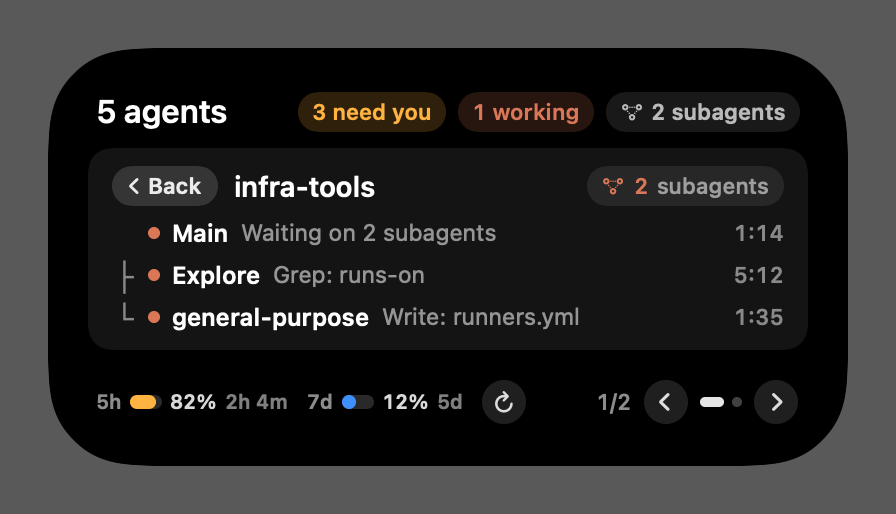 5 agents 3 need you 1 working 2 subagents
Back infra-tools 2 subagents
Main Waiting on 2 subagents 1:14
Explore Grep: runs-on 5:12
general-purpose Write: runners.yml 1:35
5h 82% 2h 4m 7d 12% 5d 1/2